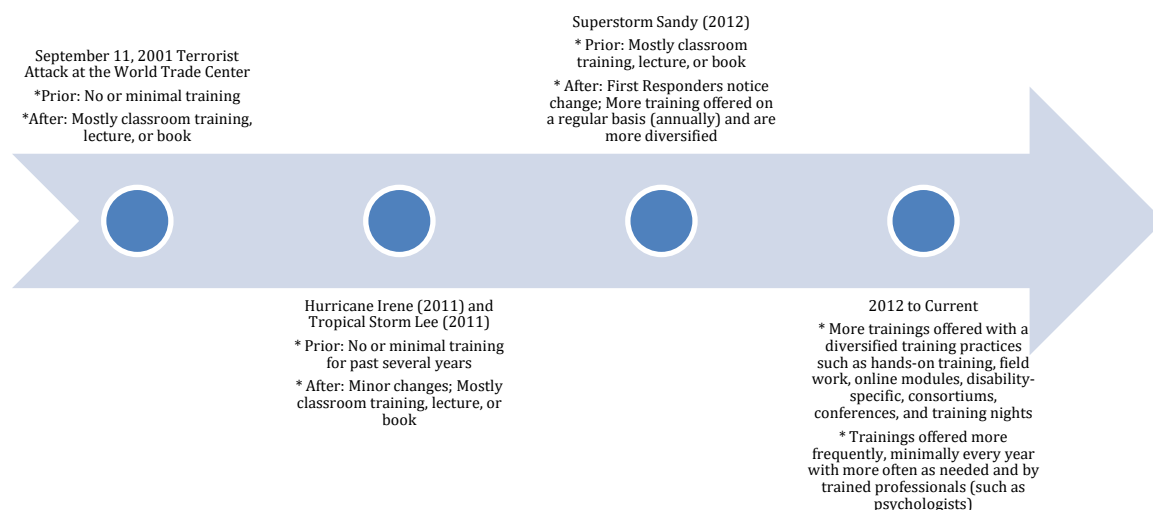 September 11, 2001 Terrorist
Attack at the World Trade Center
*Prior: No or minimal training
*After: Mostly classroom training,
lecture, or book
Hurricane Irene (2011) and
Tropical Storm Lee (2011)
* Prior: No or minimal training
for past several years
* After: Minor changes; Mostly
classroom training, lecture, or
book
Superstorm Sandy (2012)
* Prior: Mostly classroom
training, lecture, or book
* After: First Responders notice
change; More training offered on
a regular basis (annually) and are
more diversified
2012 to Current
* More trainings offered with a
diversified training practices
such as hands-on training, field
work, online modules, disability-
specific, consortiums,
conferences, and training nights
* Trainings offered more
frequently, minimally every year
with more often as needed and by
trained professionals (such as
psychologists)